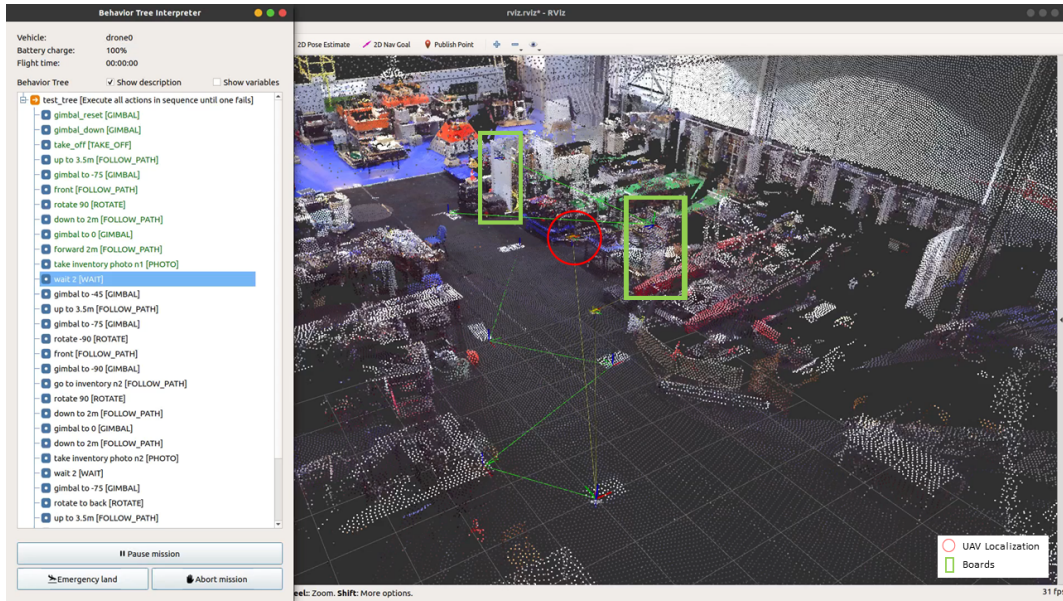 Behavior Tree Interpreter
rviz.rviz* - RViz
Vehicle: drone0
Battery charge: 100%
Flight time: 00:00:00
Behavior Tree Show description Show variables
2D Pose Estimate 2D Nav Goal Publish Point
test_tree [Execute all actions in sequence until one fails]
gimbal_reset [GIMBAL]
gimbal_down [GIMBAL]
take_off [TAKE_OFF]
up to 3.5m [FOLLOW_PATH]
gimbal to -75 [GIMBAL]
front [FOLLOW_PATH]
rotate 90 [ROTATE]
down to 2m [FOLLOW_PATH]
gimbal to 0 [GIMBAL]
forward 2m [FOLLOW_PATH]
take inventory photo n1 [PHOTO]
wait 2 [WAIT]
gimbal to -45 [GIMBAL]
up to 3.5m [FOLLOW_PATH]
gimbal to -75 [GIMBAL]
rotate -90 [ROTATE]
front [FOLLOW_PATH]
gimbal to -90 [GIMBAL]
go to inventory n2 [FOLLOW_PATH]
rotate 90 [ROTATE]
down to 2m [FOLLOW_PATH]
gimbal to 0 [GIMBAL]
down to 2m [FOLLOW_PATH]
take inventory photo n2 [PHOTO]
wait 2 [WAIT]
gimbal to -75 [GIMBAL]
rotate to back [ROTATE]
up to 3.5m [FOLLOW_PATH]
Pause mission
Emergency land Abort mission
UAV Localization
Boards
eel: Zoom. Shift: More options.
31 fp